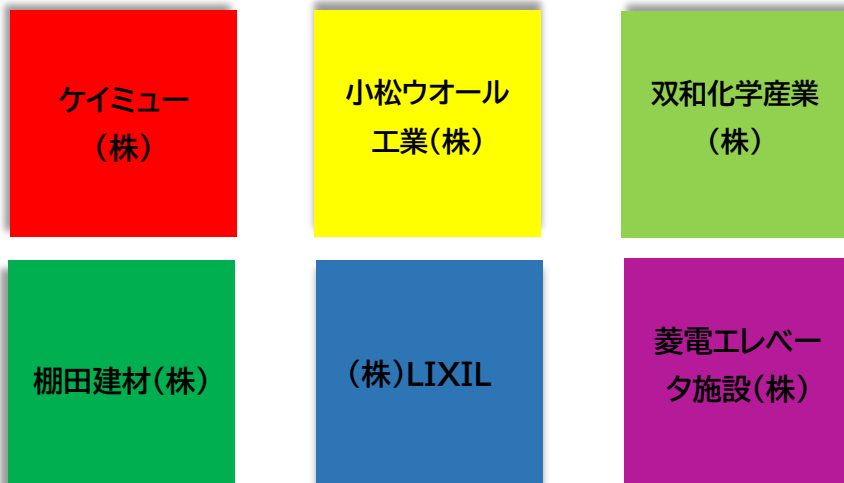 ケイミュー
(株)
小松ウオール
工業(株)
双和化学産業
(株)
棚田建材(株)
(株)LIXIL
菱電エレベー
タ施設(株)